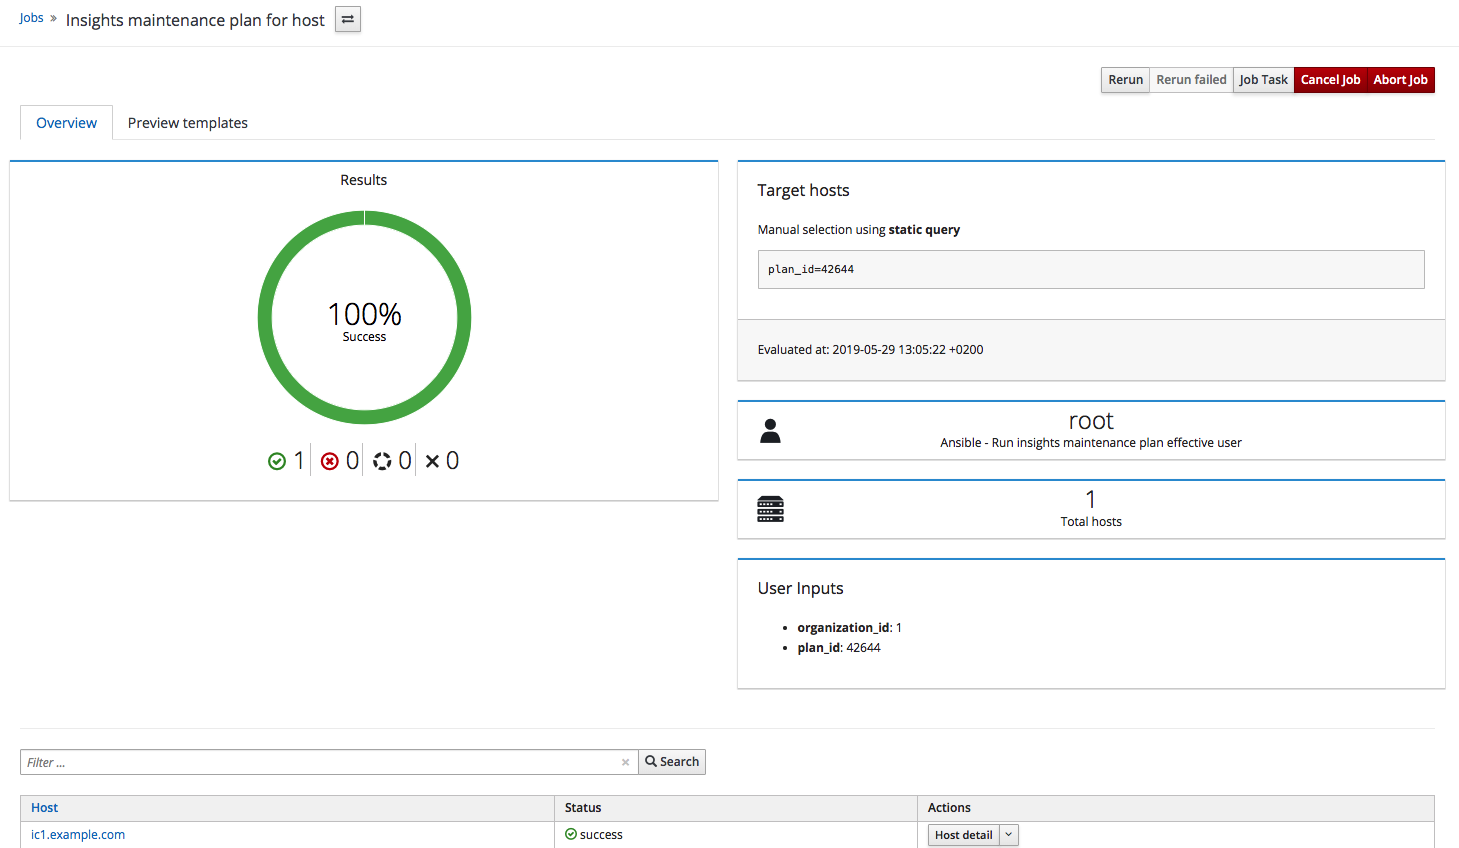 Jobs » Insights maintenance plan for host
Rerun Rerun failed Job Task Cancel Job Abort Job
Overview Preview templates
Results
100%
Success
1 0 0 0
Target hosts
Manual selection using static query
plan_id=42644
Evaluated at: 2019-05-29 13:05:22 +0200
root
Ansible - Run insights maintenance plan effective user
1
Total hosts
User Inputs
• organization_id: 1
• plan_id: 42644
Filter ... × Search
Host Status Actions
ic1.example.com success Host detail